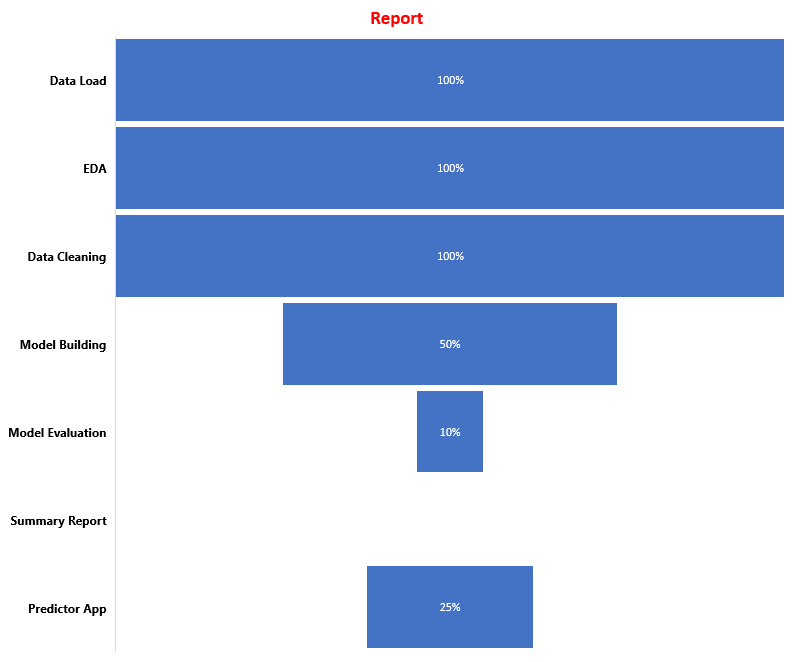 Report
Data Load
100%
EDA
100%
Data Cleaning
100%
Model Building
50%
Model Evaluation
10%
Summary Report
Predictor App
25%